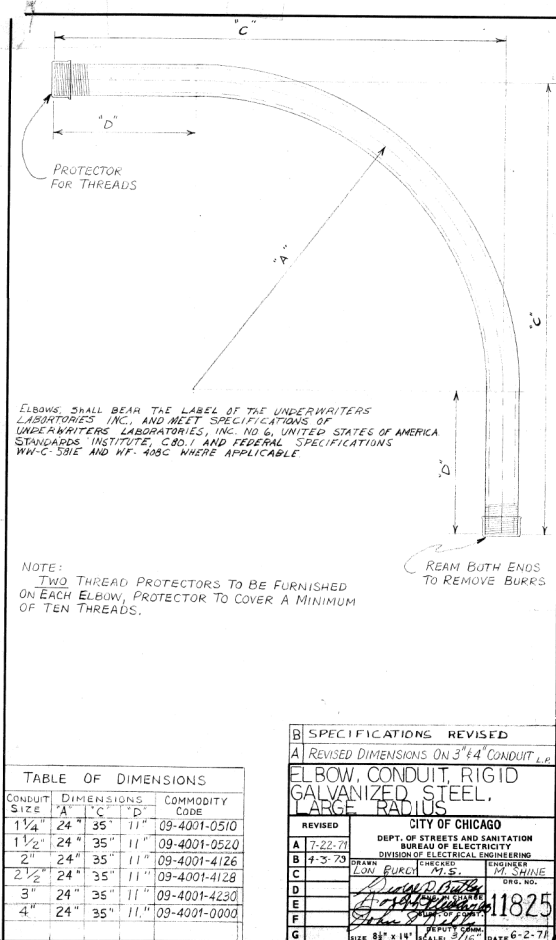 "C"
"D"
PROTECTOR
FOR THREADS
"A"
"C"
ELBOWS, SHALL BEAR THE LABEL OF THE UNDERWRITERS
LABORTORIES INC., AND MEET SPECIFICATIONS OF
UNDERWRITERS LABORATORIES, INC. NO 6, UNITED STATES OF AMERICA
STANDARDS INSTITUTE, C80.1 AND FEDERAL SPECIFICATIONS
WW-C-581E AND WF-408C WHERE APPLICABLE
"D"
REAM BOTH ENDS
TO REMOVE BURRS
NOTE:
TWO THREAD PROTECTORS TO BE FURNISHED
ON EACH ELBOW, PROTECTOR TO COVER A MINIMUM
OF TEN THREADS.
TABLE OF DIMENSIONS
CONDUIT SIZE DIMENSIONS "A" "C" "D" COMMODITY CODE
1 1/4" 24" 35" 11" 09-4001-0510
1 1/2" 24" 35" 11" 09-4001-0520
2" 24" 35" 11" 09-4001-4126
2 1/2" 24" 35" 11" 09-4001-4128
3" 24" 35" 11" 09-4001-4230
4" 24" 35" 11" 09-4001-0000
B SPECIFICATIONS REVISED
A REVISED DIMENSIONS ON 3" & 4" CONDUIT L.P.
ELBOW, CONDUIT, RIGID
GALVANIZED STEEL,
LARGE RADIUS
REVISED
A 7-22-71
B 4-3-79
C
D
E
F
G
CITY OF CHICAGO
DEPT. OF STREETS AND SANITATION
BUREAU OF ELECTRICITY
DIVISION OF ELECTRICAL ENGINEERING
DRAWN LON BURCY CHECKED M.S. ENGINEER M. SHINE
ORG. NO.
11825
DEPUTY COMM.
SIZE 8½" x 14" SCALE: 3/16" DATE 6-2-71